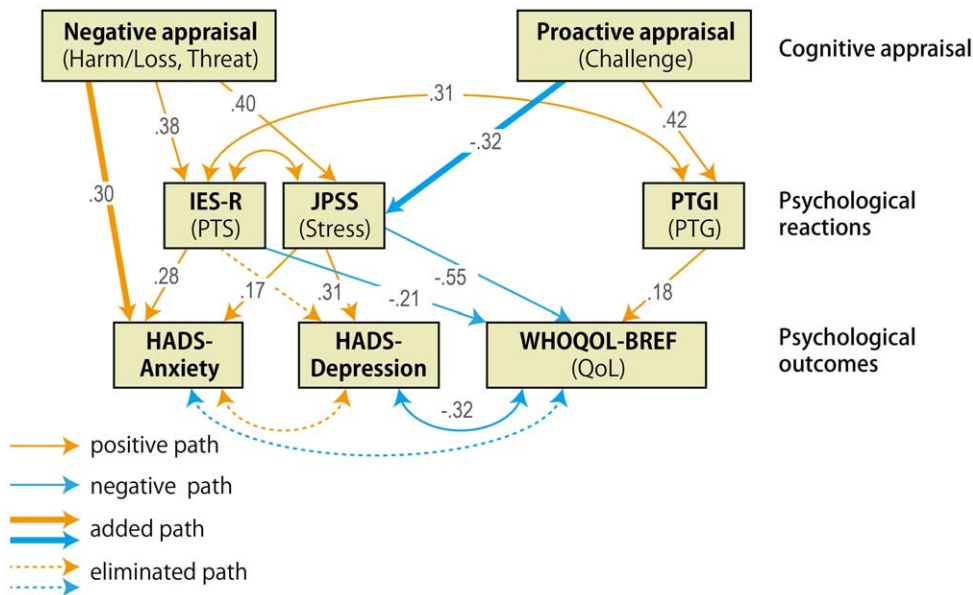 Negative appraisal
(Harm/Loss, Threat)
Proactive appraisal
(Challenge)
Cognitive appraisal
.31
.40
.38
.42
-.32
.30
IES-R
(PTS)
JPSS
(Stress)
PTGI
(PTG)
Psychological
reactions
.28
.17
.31
-.21
-.55
.18
HADS-
Anxiety
HADS-
Depression
WHOQOL-BREF
(QoL)
Psychological
outcomes
-.32
positive path
negative path
added path
eliminated path